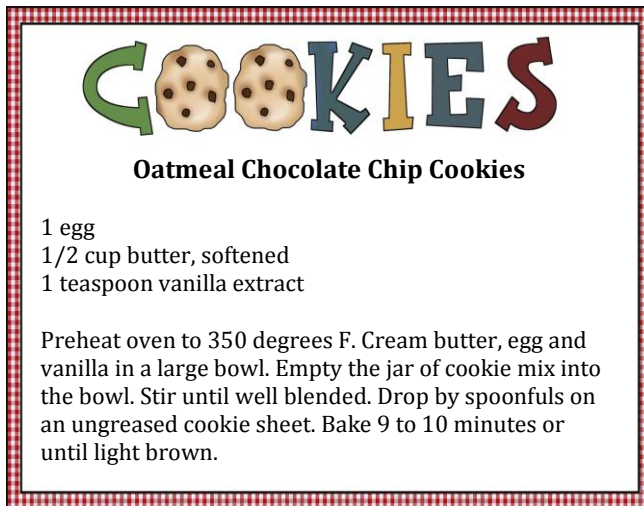 COOKIES
Oatmeal Chocolate Chip Cookies
1 egg
1/2 cup butter, softened
1 teaspoon vanilla extract
Preheat oven to 350 degrees F. Cream butter, egg and
vanilla in a large bowl. Empty the jar of cookie mix into
the bowl. Stir until well blended. Drop by spoonfuls on
an ungreased cookie sheet. Bake 9 to 10 minutes or
until light brown.